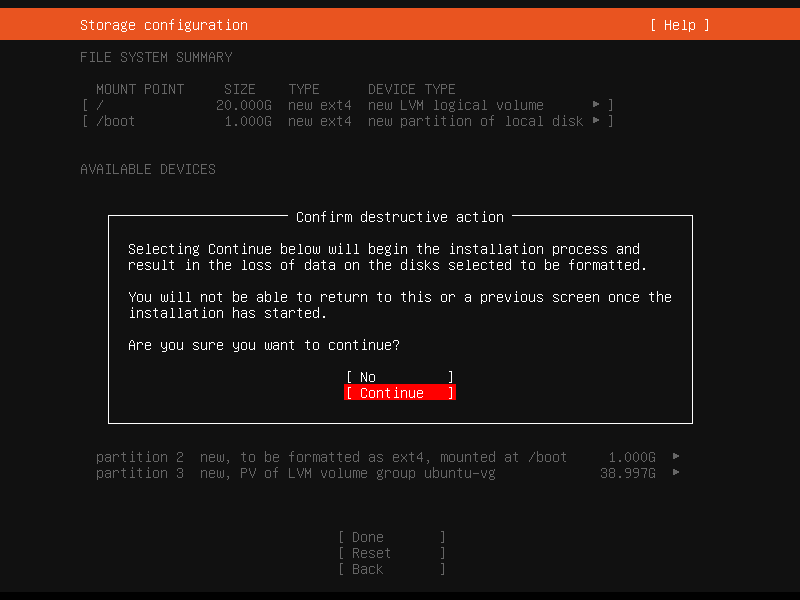 Storage configuration [ Help ]
FILE SYSTEM SUMMARY
MOUNT POINT SIZE TYPE DEVICE TYPE
[ / 20.000G new ext4 new LVM logical volume ▸ ]
[ /boot 1.000G new ext4 new partition of local disk ▸ ]
AVAILABLE DEVICES
Confirm destructive action
Selecting Continue below will begin the installation process and
result in the loss of data on the disks selected to be formatted.
You will not be able to return to this or a previous screen once the
installation has started.
Are you sure you want to continue?
[ No ]
[ Continue ]
partition 2 new, to be formatted as ext4, mounted at /boot 1.000G ▸
partition 3 new, PV of LVM volume group ubuntu-vg 38.997G ▸
[ Done ]
[ Reset ]
[ Back ]